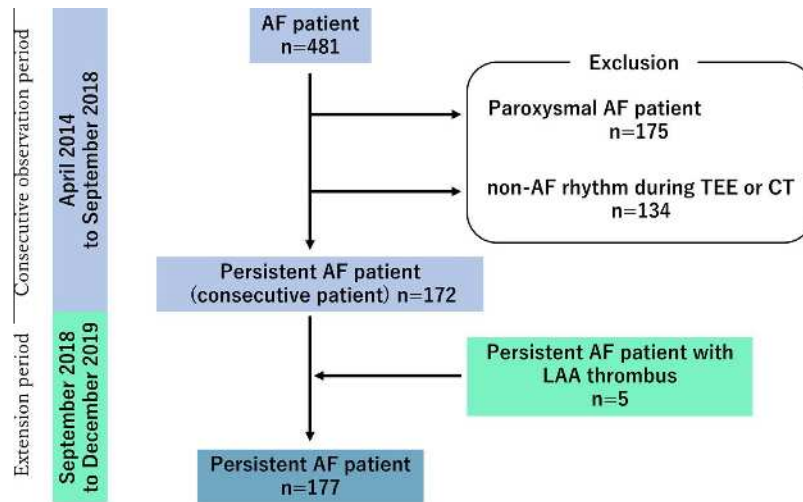 Consecutive observation period
April 2014
to September 2018
AF patient
n=481
Exclusion
Paroxysmal AF patient
n=175
non-AF rhythm during TEE or CT
n=134
Persistent AF patient
(consecutive patient) n=172
Extension period
September 2018
to December 2019
Persistent AF patient with
LAA thrombus
n=5
Persistent AF patient
n=177